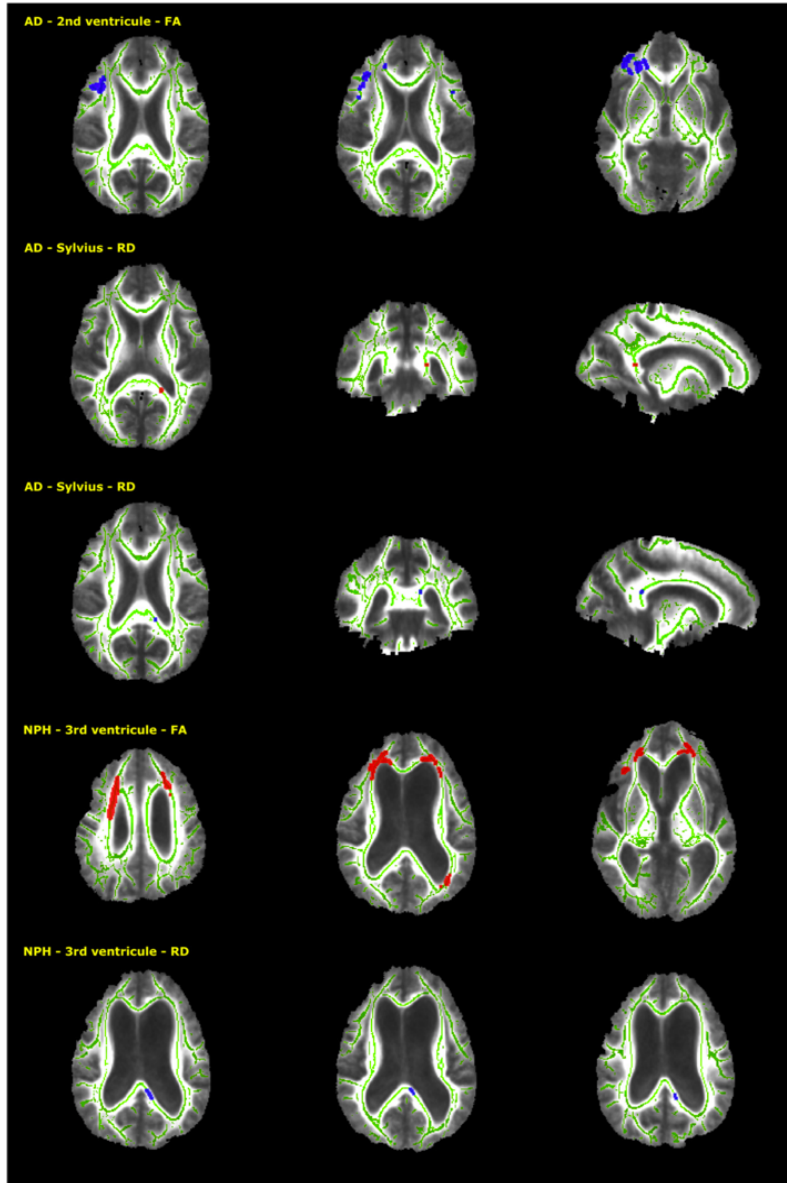 AD - 2nd ventricule - FA
AD - Sylvius - RD
AD - Sylvius - RD
NPH - 3rd ventricule - FA
NPH - 3rd ventricule - RD